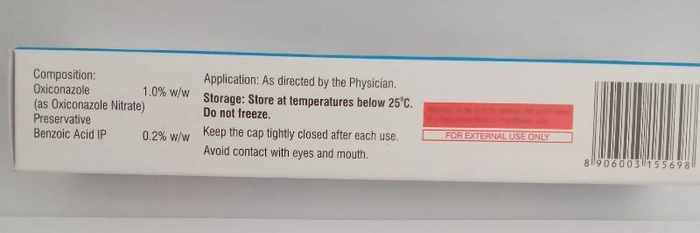 Composition:
Oxiconazole 1.0% w/w
(as Oxiconazole Nitrate)
Preservative
Benzoic Acid IP 0.2% w/w
Application: As directed by the Physician.
Storage: Store at temperatures below 25°C.
Do not freeze.
Keep the cap tightly closed after each use.
Avoid contact with eyes and mouth.
FOR EXTERNAL USE ONLY
8 906003 155698